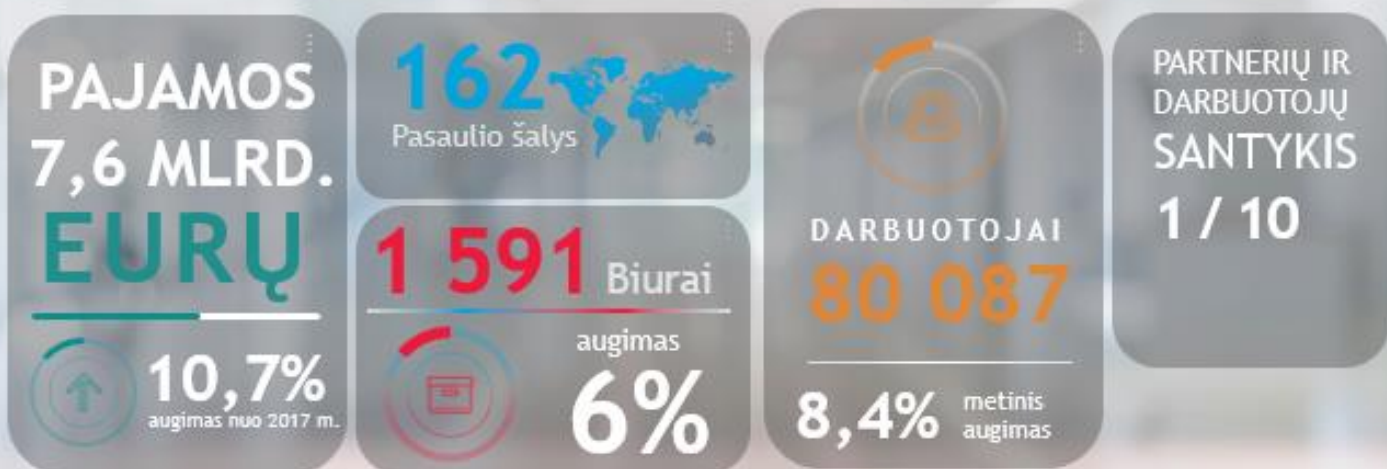 PAJAMOS
7,6 MLRD.
EURŲ
10,7%
augimas nuo 2017 m.
162
Pasaulio šalys
1 591 Biurai
augimas
6%
DARBUOTOJAI
80 087
8,4% metinis
augimas
PARTNERIŲ IR
DARBUOTOJŲ
SANTYKIS
1 / 10